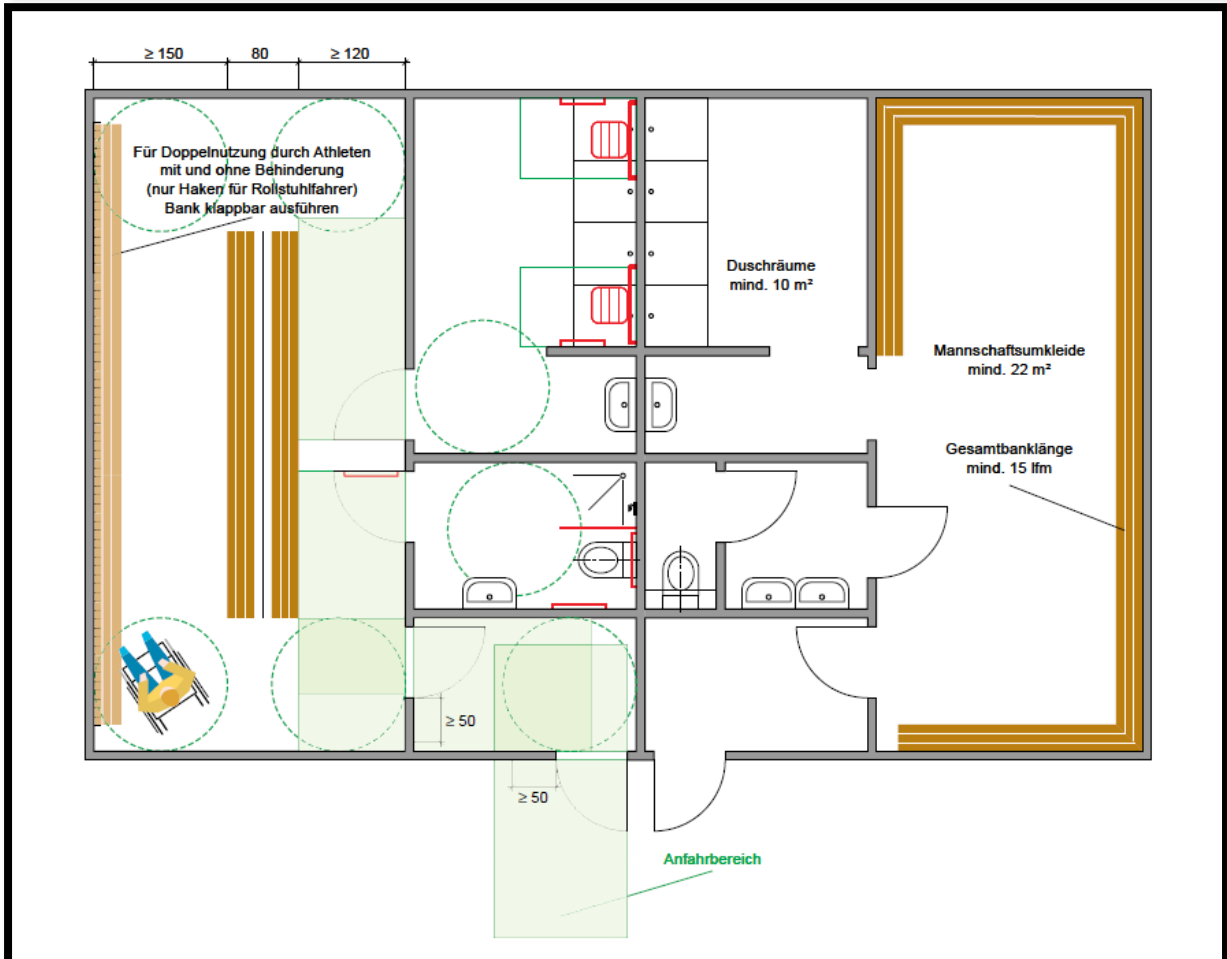 ≥ 150
80
≥ 120
Für Doppelnutzung durch Athleten
mit und ohne Behinderung
(nur Haken für Rollstuhlfahrer)
Bank klappbar ausführen
Duschräume
mind. 10 m²
Mannschaftsumkleide
mind. 22 m²
Gesamtbanklänge
mind. 15 lfm
≥ 50
≥ 50
Anfahrbereich